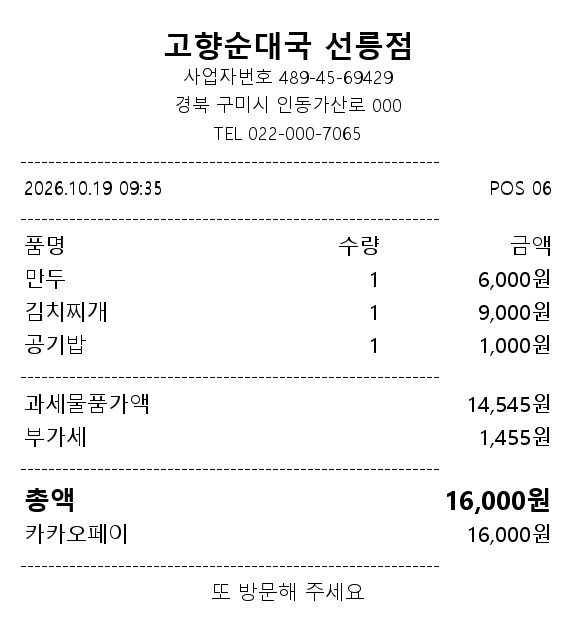 고향순대국 선릉점
사업자번호 489-45-69429
경북 구미시 인동가산로 000
TEL 022-000-7065
2026.10.19 09:35 POS 06
품명 수량 금액
만두 1 6,000원
김치찌개 1 9,000원
공기밥 1 1,000원
과세물품가액 14,545원
부가세 1,455원
총액 16,000원
카카오페이 16,000원
또 방문해 주세요